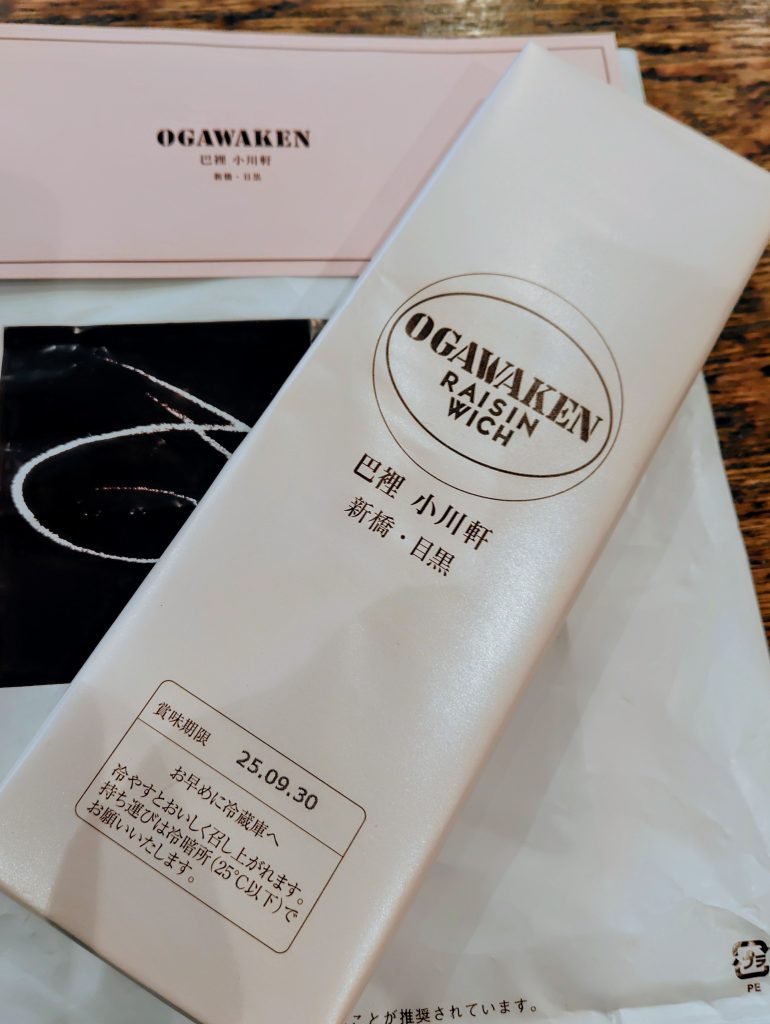 OGAWAKEN
巴裡 小川軒
新橋・目黒
OGAWAKEN
RAISIN
WICH
巴裡 小川軒
新橋・目黒
賞味期限 25.09.30
お早めに冷蔵庫へ
冷やすとおいしく召し上がれます。
持ち運びは冷暗所(25℃以下)で
お願いいたします。
プラ
PE
ことが推奨されています。